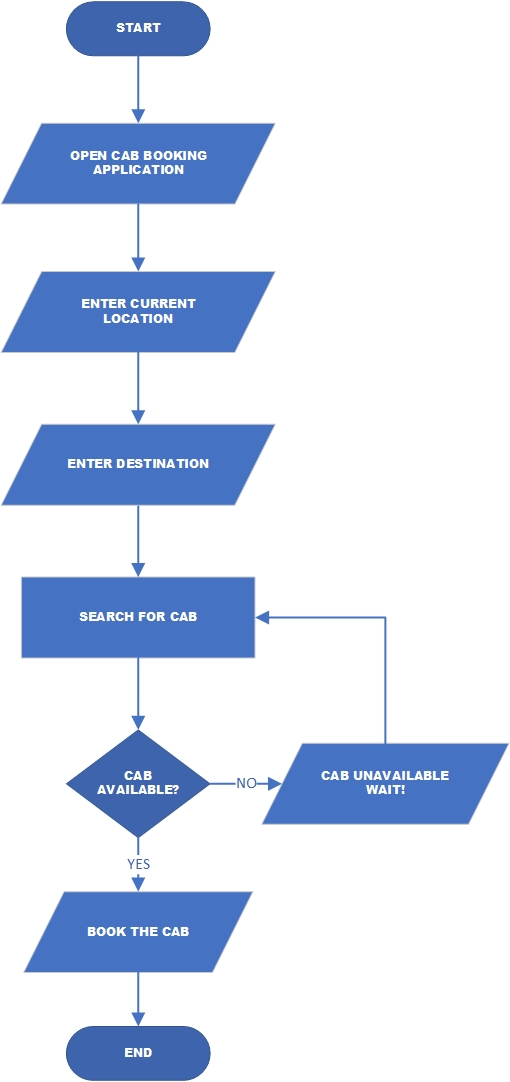 START
OPEN CAB BOOKING
APPLICATION
ENTER CURRENT
LOCATION
ENTER DESTINATION
SEARCH FOR CAB
CAB
AVAILABLE?
NO
CAB UNAVAILABLE
WAIT!
YES
BOOK THE CAB
END